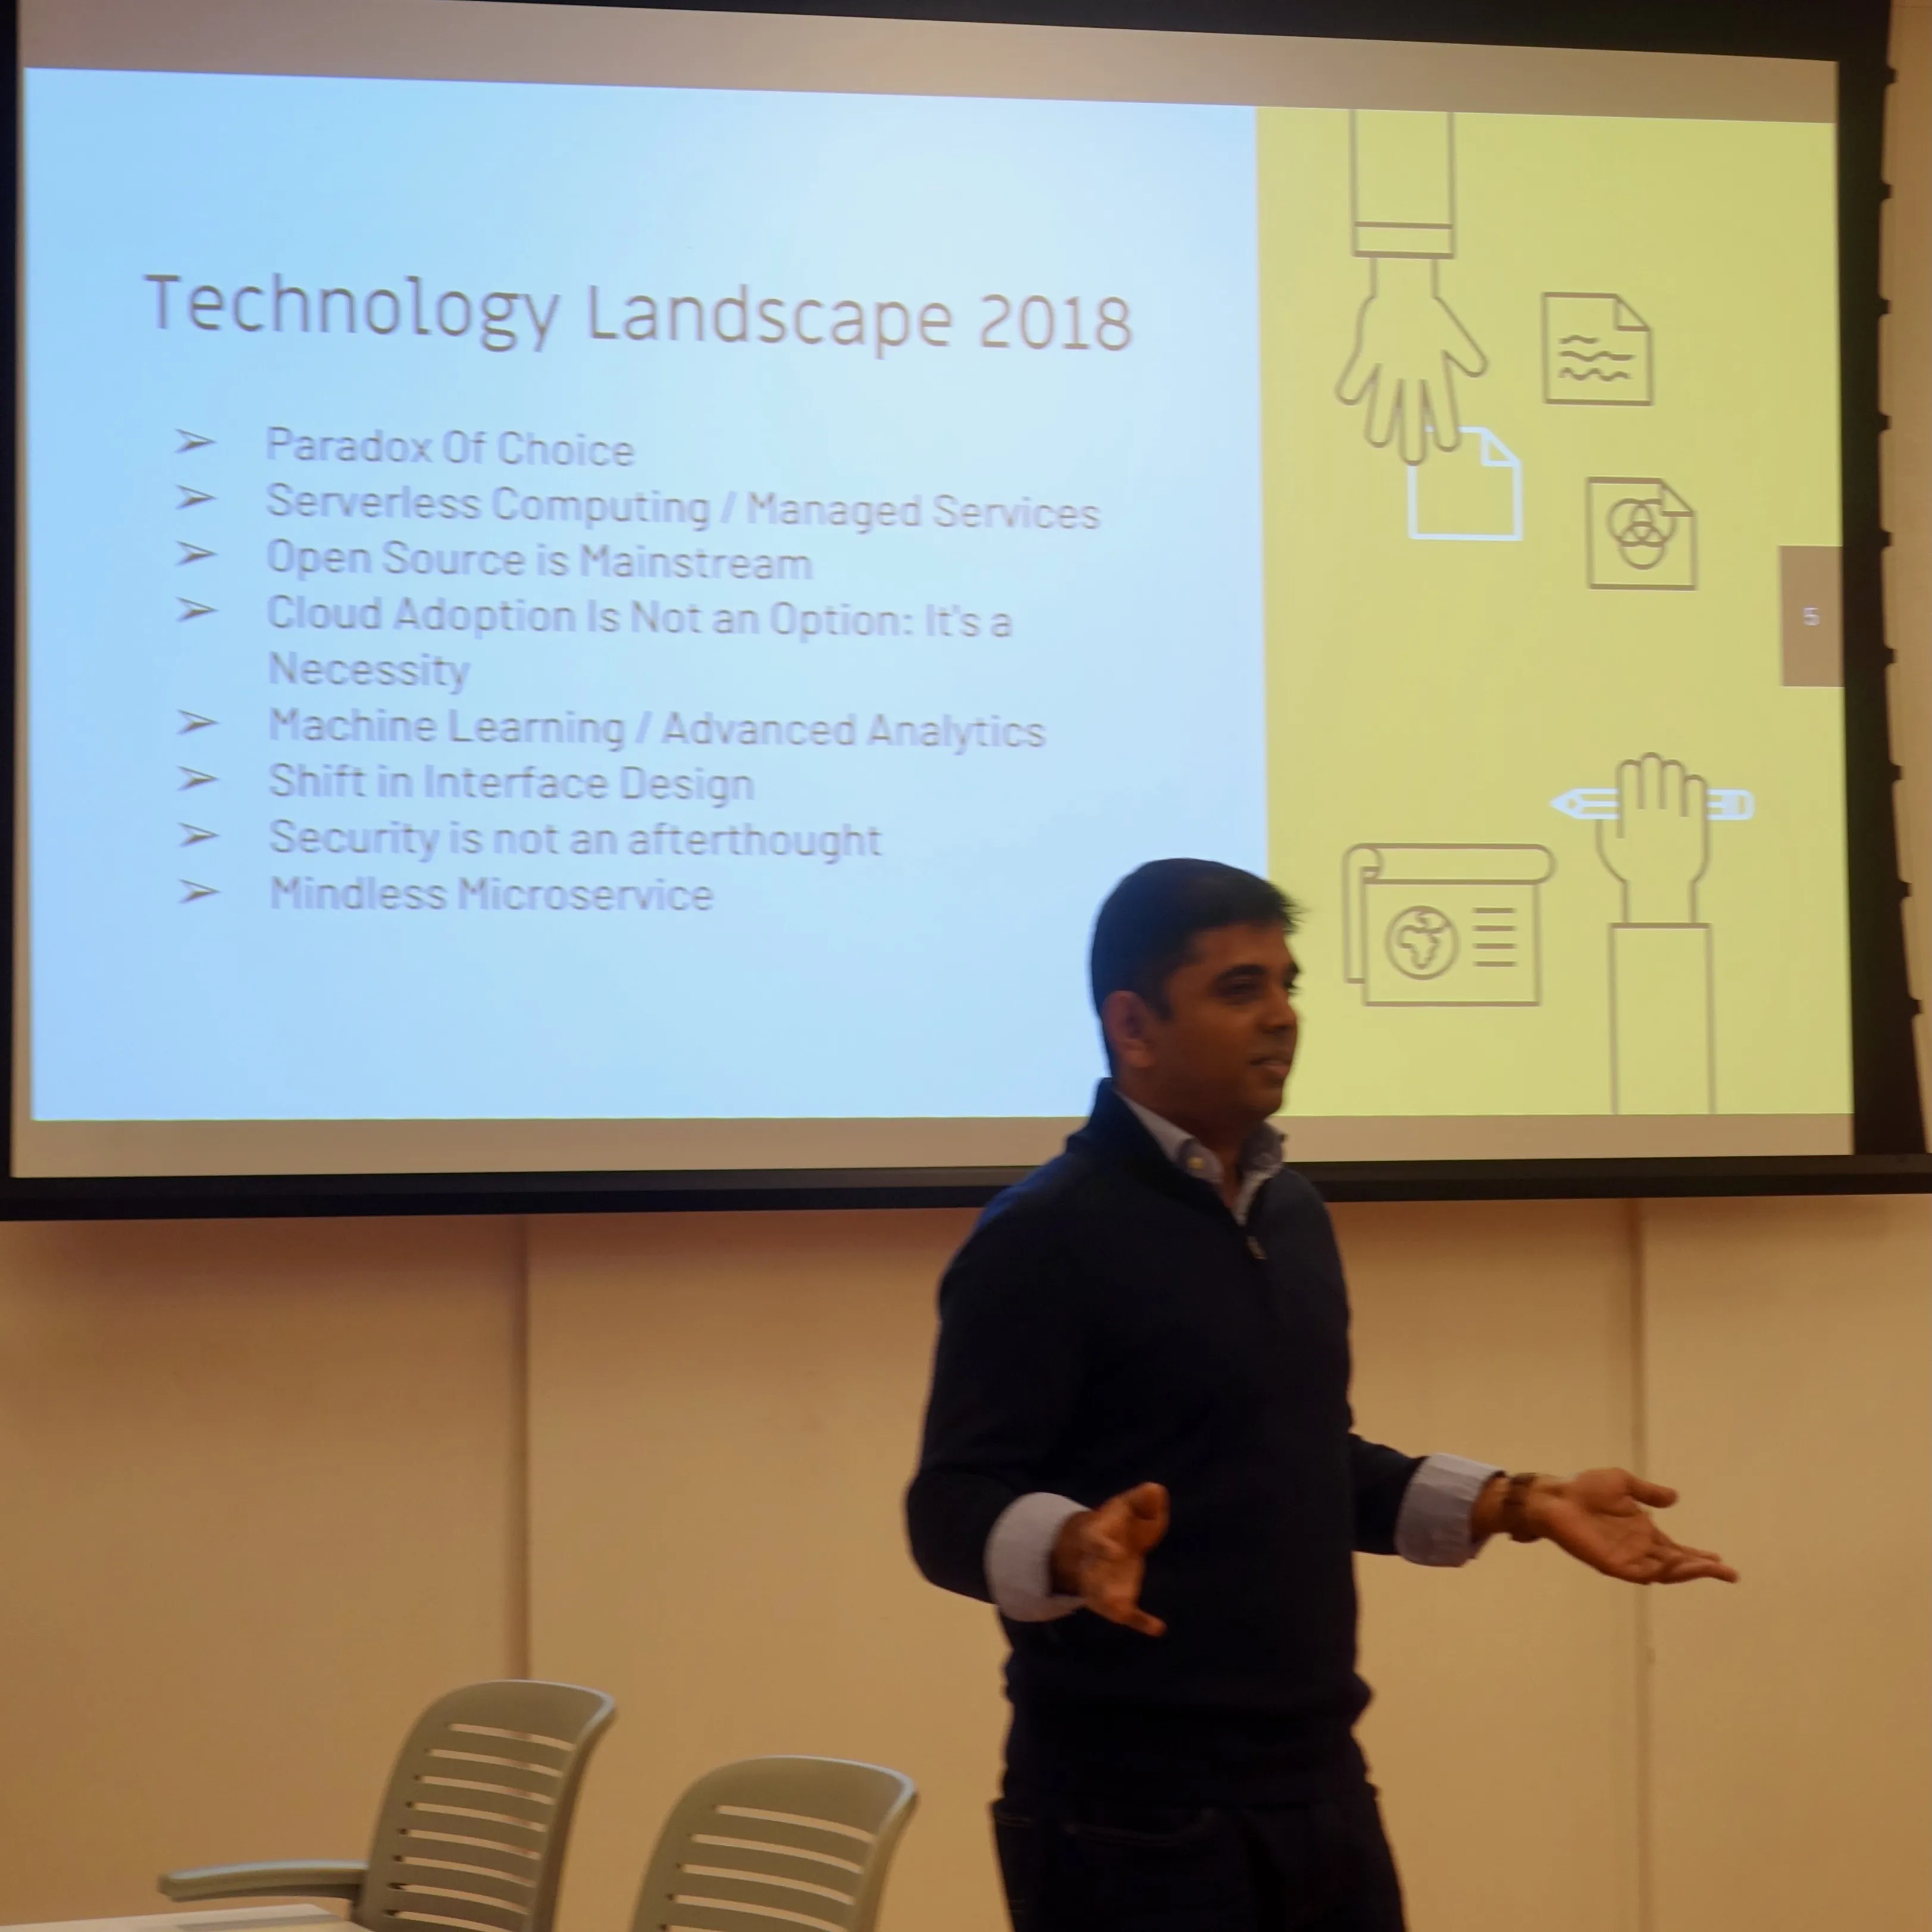 Technology Landscape 2018
➢ Paradox Of Choice
➢ Serverless Computing / Managed Services
➢ Open Source is Mainstream
➢ Cloud Adoption Is Not an Option: It's a
Necessity
➢ Machine Learning / Advanced Analytics
➢ Shift in Interface Design
➢ Security is not an afterthought
➢ Mindless Microservice
5